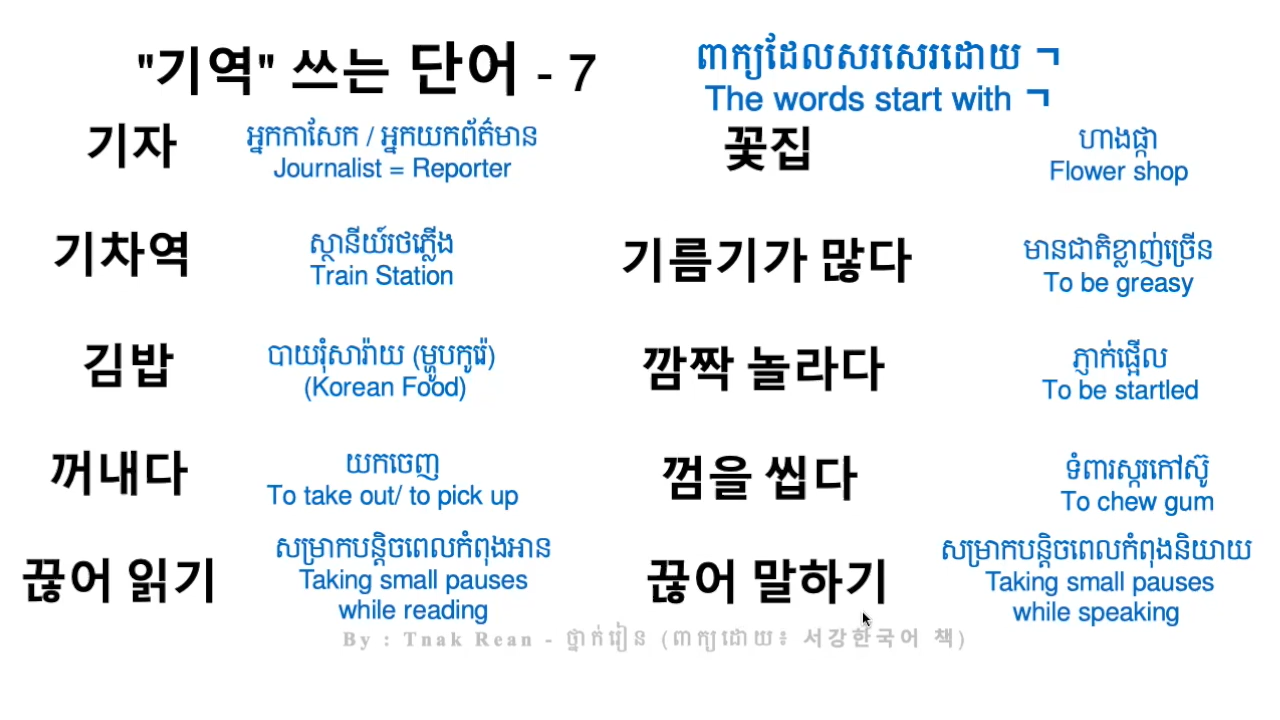 "기역" 쓰는 단어 - 7
ពាក្យដែលសរសេរដោយ ㄱ
The words start with ㄱ
기자
អ្នកកាសែក / អ្នកយកព័ត៌មាន
Journalist = Reporter
기차역
ស្ថានីយ៍រថភ្លើង
Train Station
김밥
បាយរុំសារ៉ាយ (ម្ហូបកូរ៉េ)
(Korean Food)
꺼내다
យកចេញ
To take out/ to pick up
끊어 읽기
សម្រាកបន្តិចពេលកំពុងអាន
Taking small pauses
while reading
꽃집
ហាងផ្កា
Flower shop
기름기가 많다
មានជាតិខ្លាញ់ច្រើន
To be greasy
깜짝 놀라다
ភ្ញាក់ផ្អើល
To be startled
껌을 씹다
ទំពារស្ករកៅស៊ូ
To chew gum
끊어 말하기
សម្រាកបន្តិចពេលកំពុងនិយាយ
Taking small pauses
while speaking
By : Tnak Rean - ថ្នាក់រៀន (ពាក្យដោយ៖ 서강한국어 책)